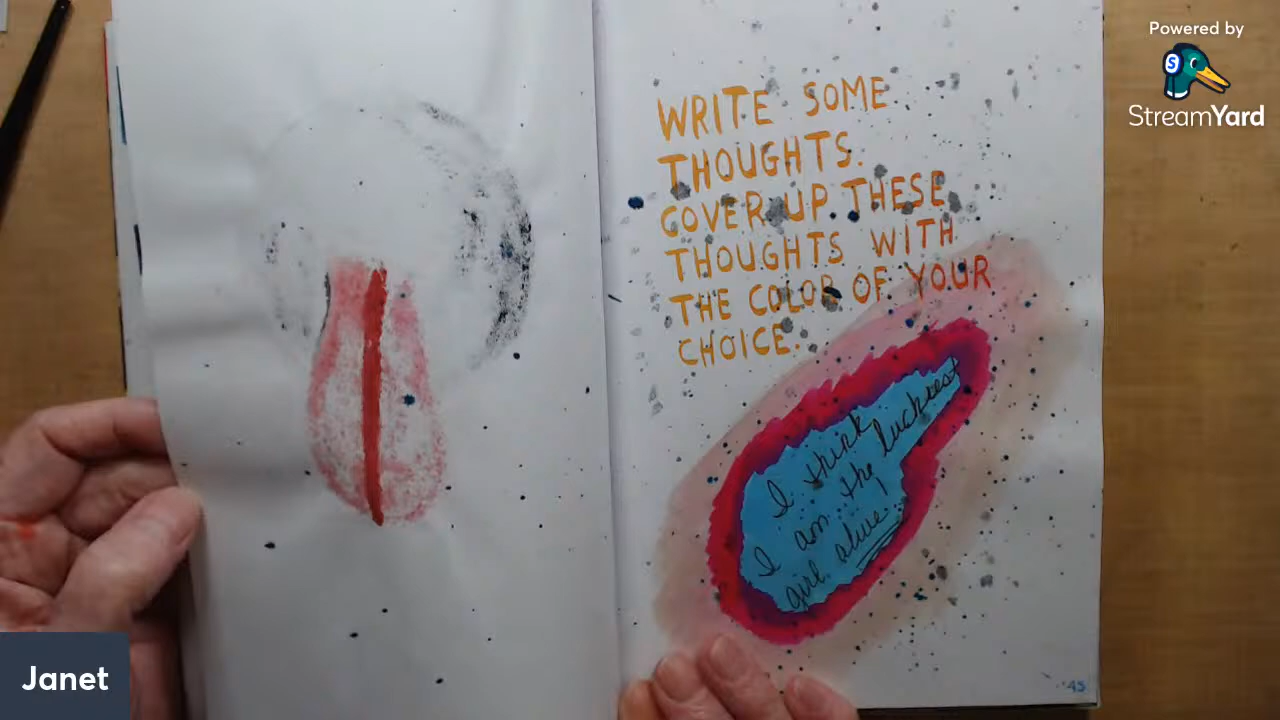 Powered by
StreamYard
WRITE SOME
THOUGHTS.
COVER UP THESE
THOUGHTS WITH
THE COLOR OF YOUR
CHOICE.
I think
I am the luckiest
girl alive!
45
Janet